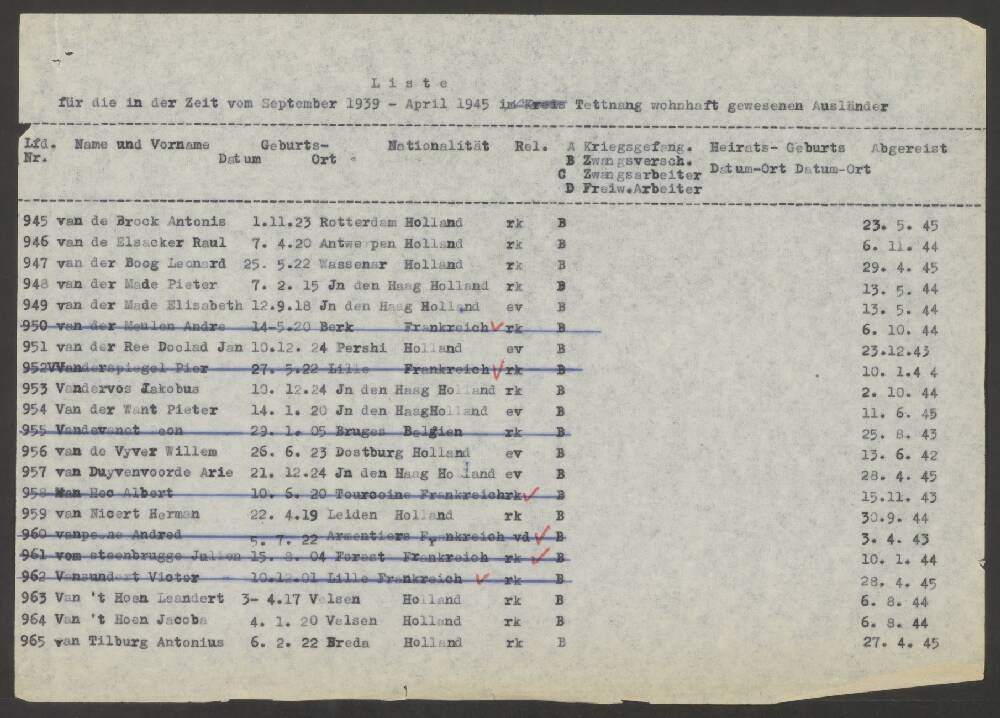 L i s t e
für die in der Zeit vom September 1939 - April 1945 im Kreis Tettnang wohnhaft gewesenen Ausländer
Lfd. Name und Vorname Geburts- Nationalität Rel. A Kriegsgefang. Heirats- Geburts Abgereist
Nr. Datum Ort B Zwangsversch. Datum-Ort Datum-Ort
C Zwangsarbeiter
D Freiw.Arbeiter
945 van de Brock Antonis 1.11.23 Rotterdam Holland rk B 23. 5. 45
946 van de Elsacker Raul 7. 4.20 Antwerpen Holland rk B 6. 11. 44
947 van der Boog Leonard 25. 5.22 Wassenar Holland rk B 29. 4. 45
948 van der Made Pieter 7. 2. 15 Jn den Haag Holland rk B 13. 5. 44
949 van der Made Elisabeth 12.9.18 Jn den Haag Holland ev B 13. 5. 44
950 van der Meulen Andre 14-5.20 Berk Frankreich rk B 6. 10. 44
951 van der Ree Doolad Jan 10.12. 24 Pershi Holland ev B 23.12.43
952 VVanderspiegel Pier 27. 5.22 Lille Frankreich rk B 10. 1.4 4
953 Vandervos Jakobus 10. 12.24 Jn den Haag Holland rk B 2. 10. 44
954 Van der Want Pieter 14. 1. 20 Jn den HaagHolland ev B 11. 6. 45
955 Vandevanet eon 29. 1. 05 Bruges Belgien rk B 25. 8. 43
956 van de Vyver Willem 26. 6. 23 Dostburg Holland ev B 13. 6. 42
957 van Duyvenvoorde Arie 21. 12.24 Jn den Haag Holland ev B 28. 4. 45
958 Hec Albert 10. 6. 20 Tourcoine Frankreichrk B 15.11. 43
959 van Nicert Herman 22. 4.19 Leiden Holland rk B 30.9. 44
960 Andred 5. 7. 22 Armentiers Frankreich vd B 3. 4. 43
961 vom steenbrugge Julien 15. 8. 04 Forest Frankreich rk B 10. 1. 44
962 Vansundert Victor 10.12.01 Lille Frankreich rk B 28. 4. 45
963 Van 't Hoen Leandert 3- 4.17 Velsen Holland rk B 6. 8. 44
964 Van 't Hoen Jacoba 4. 1. 20 Velsen Holland rk B 6. 8. 44
965 van Tilburg Antonius 6. 2. 22 Breda Holland rk B 27. 4. 45